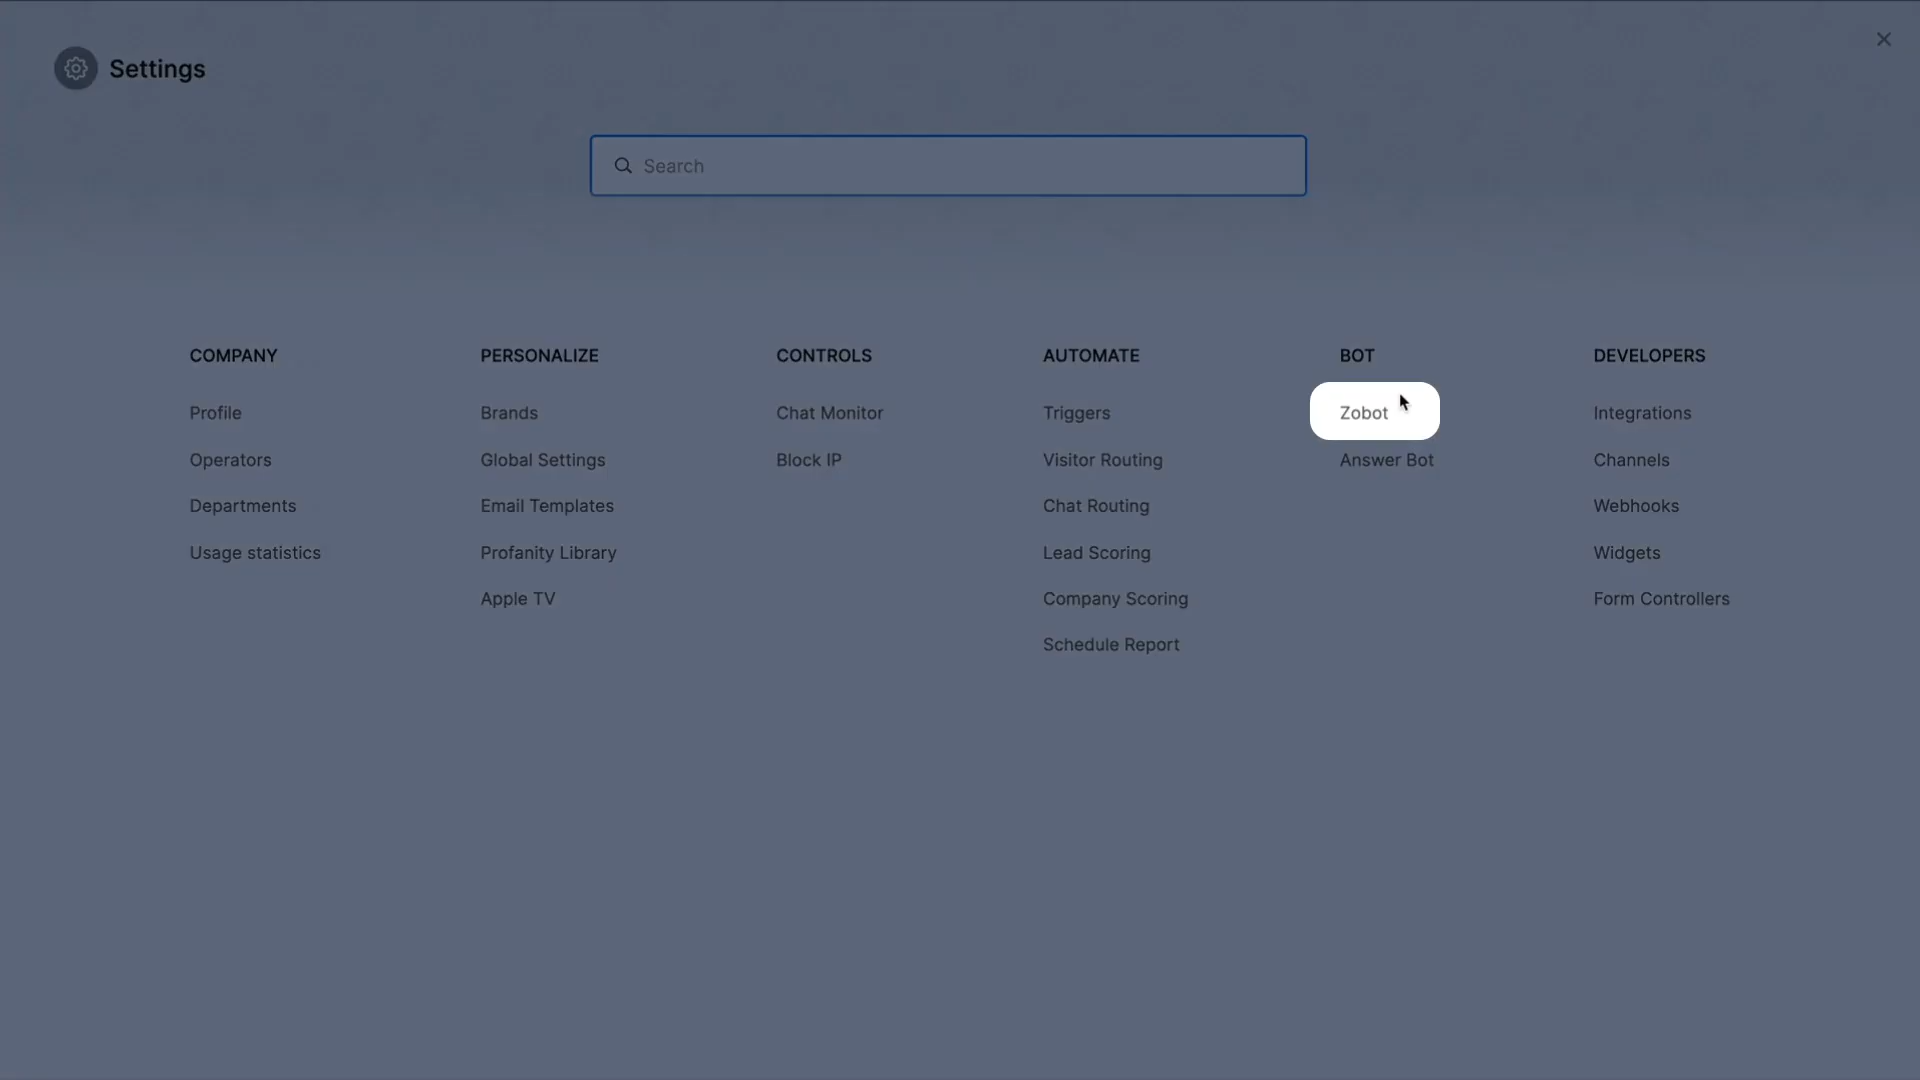 Settings
Search
COMPANY
Profile
Operators
Departments
Usage statistics
PERSONALIZE
Brands
Global Settings
Email Templates
Profanity Library
Apple TV
CONTROLS
Chat Monitor
Block IP
AUTOMATE
Triggers
Visitor Routing
Chat Routing
Lead Scoring
Company Scoring
Schedule Report
BOT
Zobot
Answer Bot
DEVELOPERS
Integrations
Channels
Webhooks
Widgets
Form Controllers